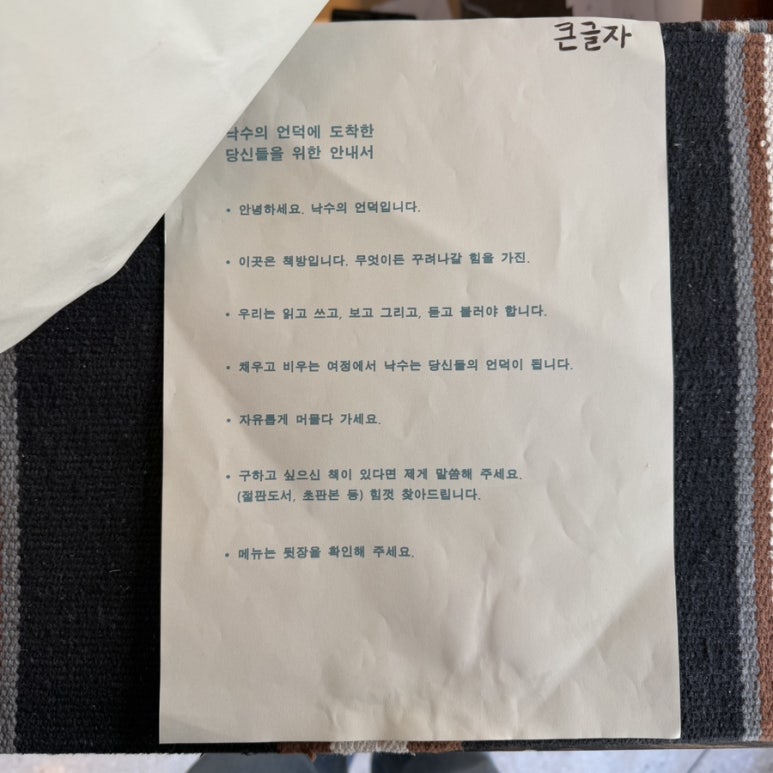 큰글자
낙수의 언덕에 도착한
당신들을 위한 안내서
• 안녕하세요. 낙수의 언덕입니다.
• 이곳은 책방입니다. 무엇이든 꾸려나갈 힘을 가진.
• 우리는 읽고 쓰고, 보고 그리고, 듣고 불러야 합니다.
• 채우고 비우는 여정에서 낙수는 당신들의 언덕이 됩니다.
• 자유롭게 머물다 가세요.
• 구하고 싶으신 책이 있다면 제게 말씀해 주세요.
(절판도서, 초판본 등) 힘껏 찾아드립니다.
• 메뉴는 뒷장을 확인해 주세요.